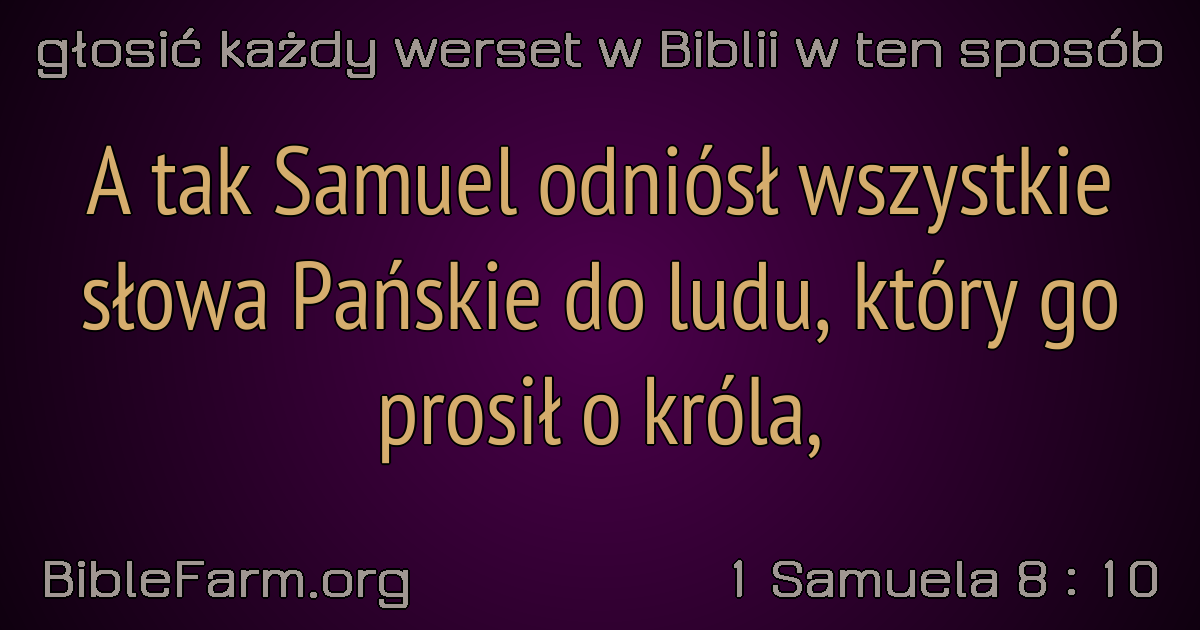 głosić każdy werset w Biblii w ten sposób
A tak Samuel odniósł wszystkie
słowa Pańskie do ludu, który go
prosił o króla,
BibleFarm.org
1 Samuela 8 : 10